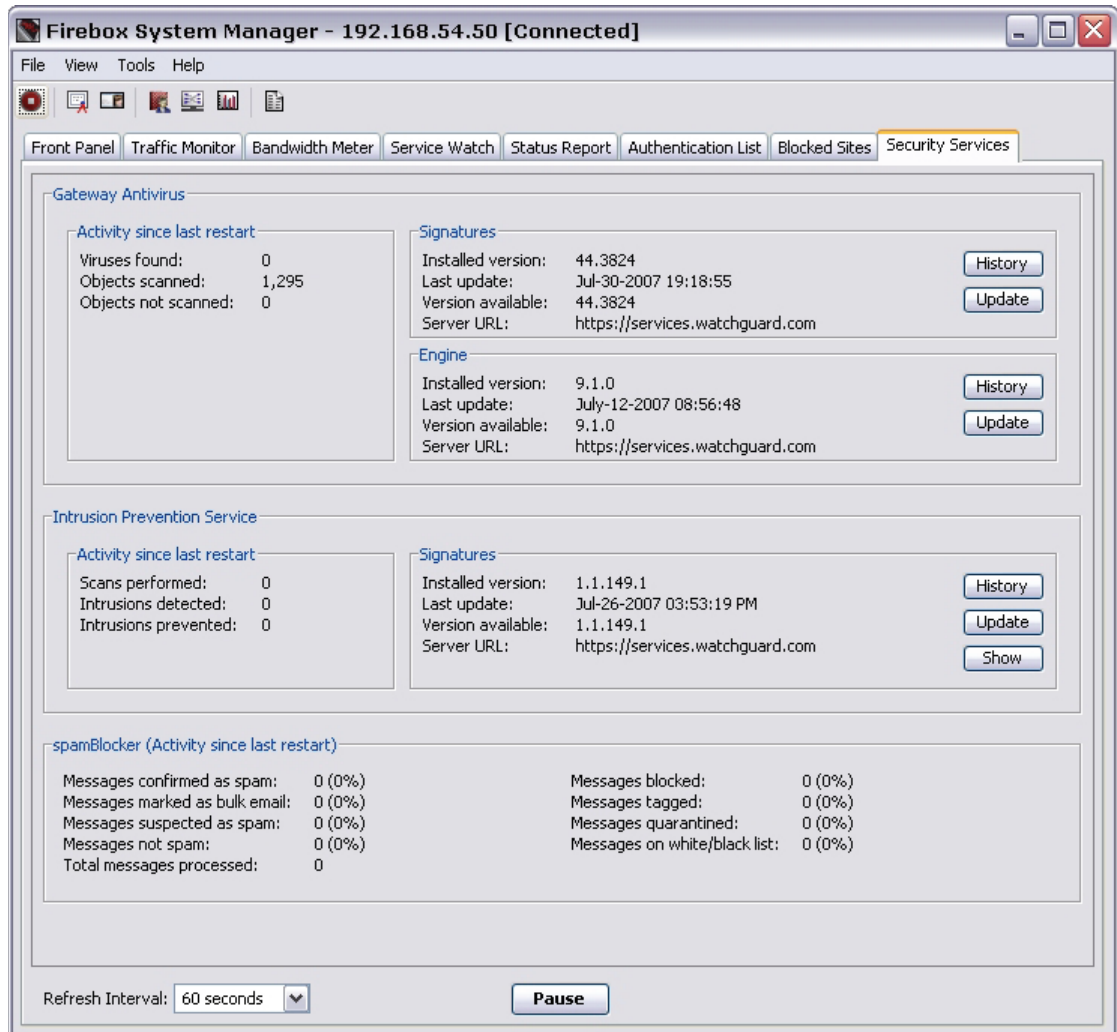 Firebox System Manager - 192.168.54.50 [Connected]
File View Tools Help
Front Panel Traffic Monitor Bandwidth Meter Service Watch Status Report Authentication List Blocked Sites Security Services
Gateway Antivirus
Activity since last restart
Viruses found: 0
Objects scanned: 1,295
Objects not scanned: 0
Signatures
Installed version: 44.3824
Last update: Jul-30-2007 19:18:55
Version available: 44.3824
Server URL: https://services.watchguard.com
History
Update
Engine
Installed version: 9.1.0
Last update: July-12-2007 08:56:48
Version available: 9.1.0
Server URL: https://services.watchguard.com
History
Update
Intrusion Prevention Service
Activity since last restart
Scans performed: 0
Intrusions detected: 0
Intrusions prevented: 0
Signatures
Installed version: 1.1.149.1
Last update: Jul-26-2007 03:53:19 PM
Version available: 1.1.149.1
Server URL: https://services.watchguard.com
History
Update
Show
spamBlocker (Activity since last restart)
Messages confirmed as spam: 0 (0%)
Messages marked as bulk email: 0 (0%)
Messages suspected as spam: 0 (0%)
Messages not spam: 0 (0%)
Total messages processed: 0
Messages blocked: 0 (0%)
Messages tagged: 0 (0%)
Messages quarantined: 0 (0%)
Messages on white/black list: 0 (0%)
Refresh Interval: 60 seconds
Pause